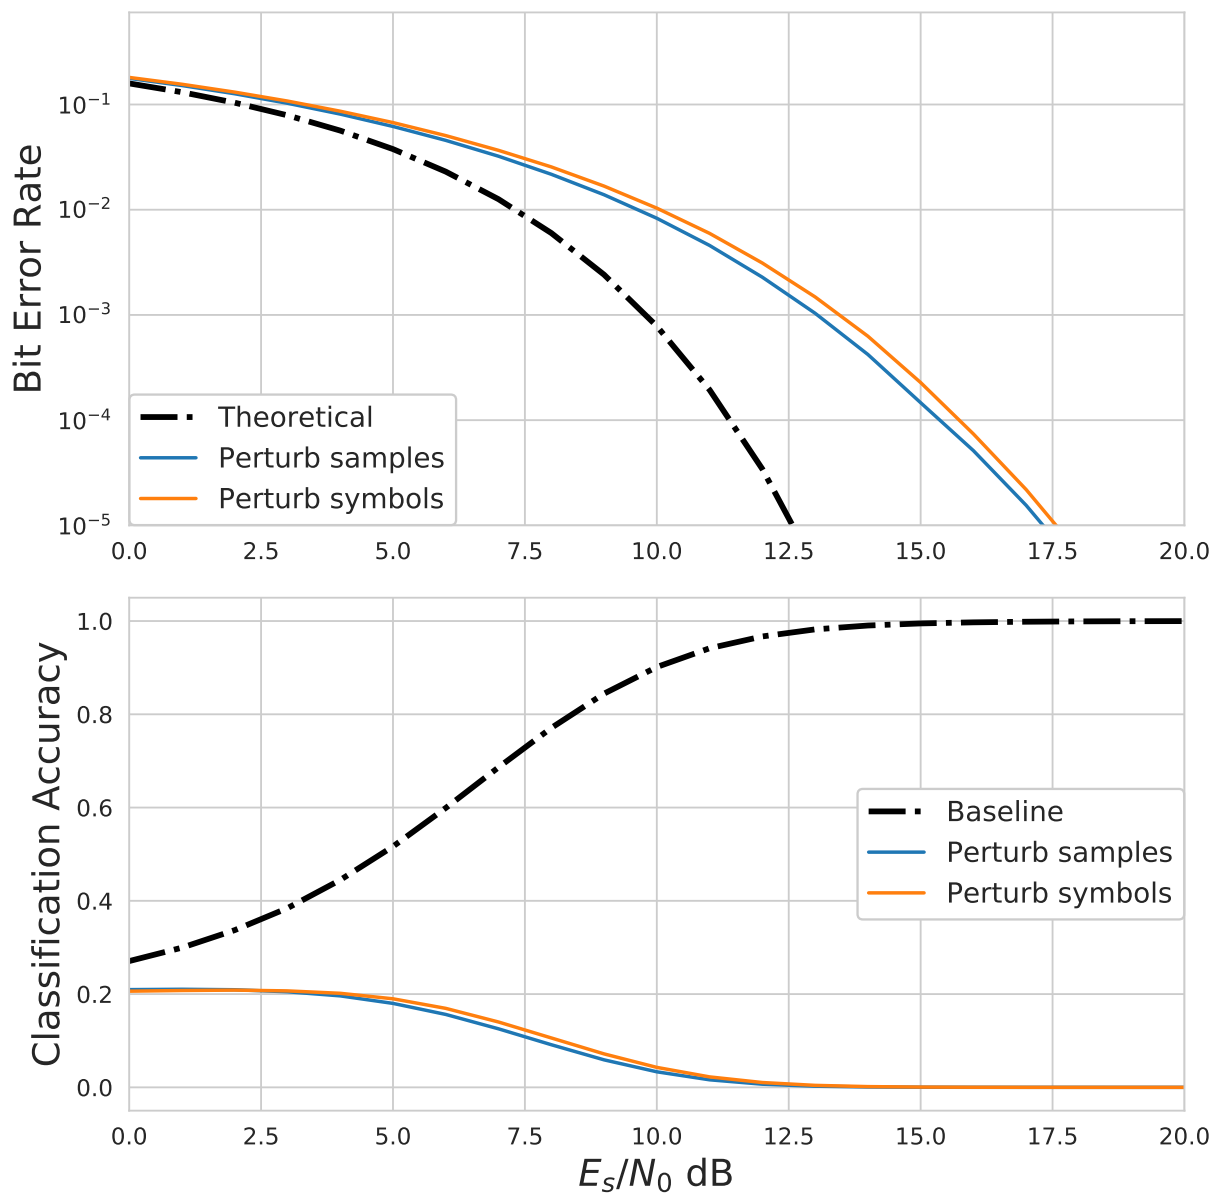 Bit Error Rate
10⁻¹
10⁻²
10⁻³
10⁻⁴
10⁻⁵
Theoretical
Perturb samples
Perturb symbols
0.0 2.5 5.0 7.5 10.0 12.5 15.0 17.5 20.0
Classification Accuracy
1.0
0.8
0.6
0.4
0.2
0.0
Baseline
Perturb samples
Perturb symbols
0.0 2.5 5.0 7.5 10.0 12.5 15.0 17.5 20.0
Eₛ/N₀ dB